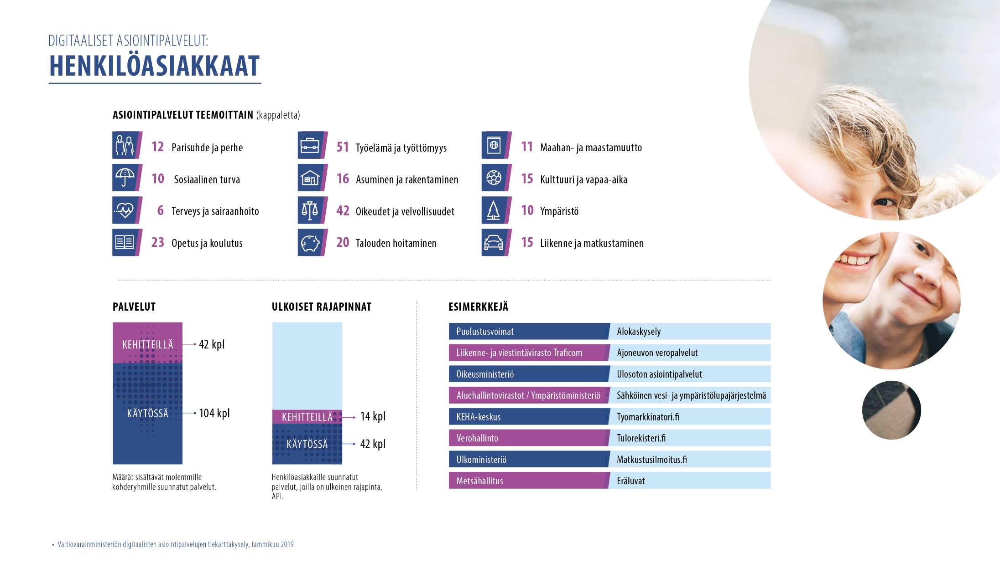 DIGITAALISET ASIOINTIPALVELUT:
HENKILÖASIAKKAAT
ASIOINTIPALVELUT TEEMOITTAIN (kappaletta)
12 Parisuhde ja perhe
10 Sosiaalinen turva
6 Terveys ja sairaanhoito
23 Opetus ja koulutus
51 Työelämä ja työttömyys
16 Asuminen ja rakentaminen
42 Oikeudet ja velvollisuudet
20 Talouden hoitaminen
11 Maahan- ja maastamuutto
15 Kulttuuri ja vapaa-aika
10 Ympäristö
15 Liikenne ja matkustaminen
PALVELUT
KEHITTEILLÄ 42 kpl
KÄYTÖSSÄ 104 kpl
Määrät sisältävät molemmille
kohderyhmille suunnatut palvelut.
ULKOISET RAJAPINNAT
KEHITTEILLÄ 14 kpl
KÄYTÖSSÄ 42 kpl
Henkilöasiakkaille suunnatut
palvelut, joilla on ulkoinen rajapinta,
API.
ESIMERKKEJÄ
Puolustusvoimat Alokaskysely
Liikenne- ja viestintävirasto Traficom Ajoneuvon veropalvelut
Oikeusministeriö Ulosoton asiointipalvelut
Aluehallintovirastot / Ympäristöministeriö Sähköinen vesi- ja ympäristölupajärjestelmä
KEHA-keskus Tyomarkkinatori.fi
Verohallinto Tulorekisteri.fi
Ulkoministeriö Matkustusilmoitus.fi
Metsähallitus Eräluvat
• Valtiovarainministeriön digitaalisten asiointipalvelujen tiekarttakysely, tammikuu 2019